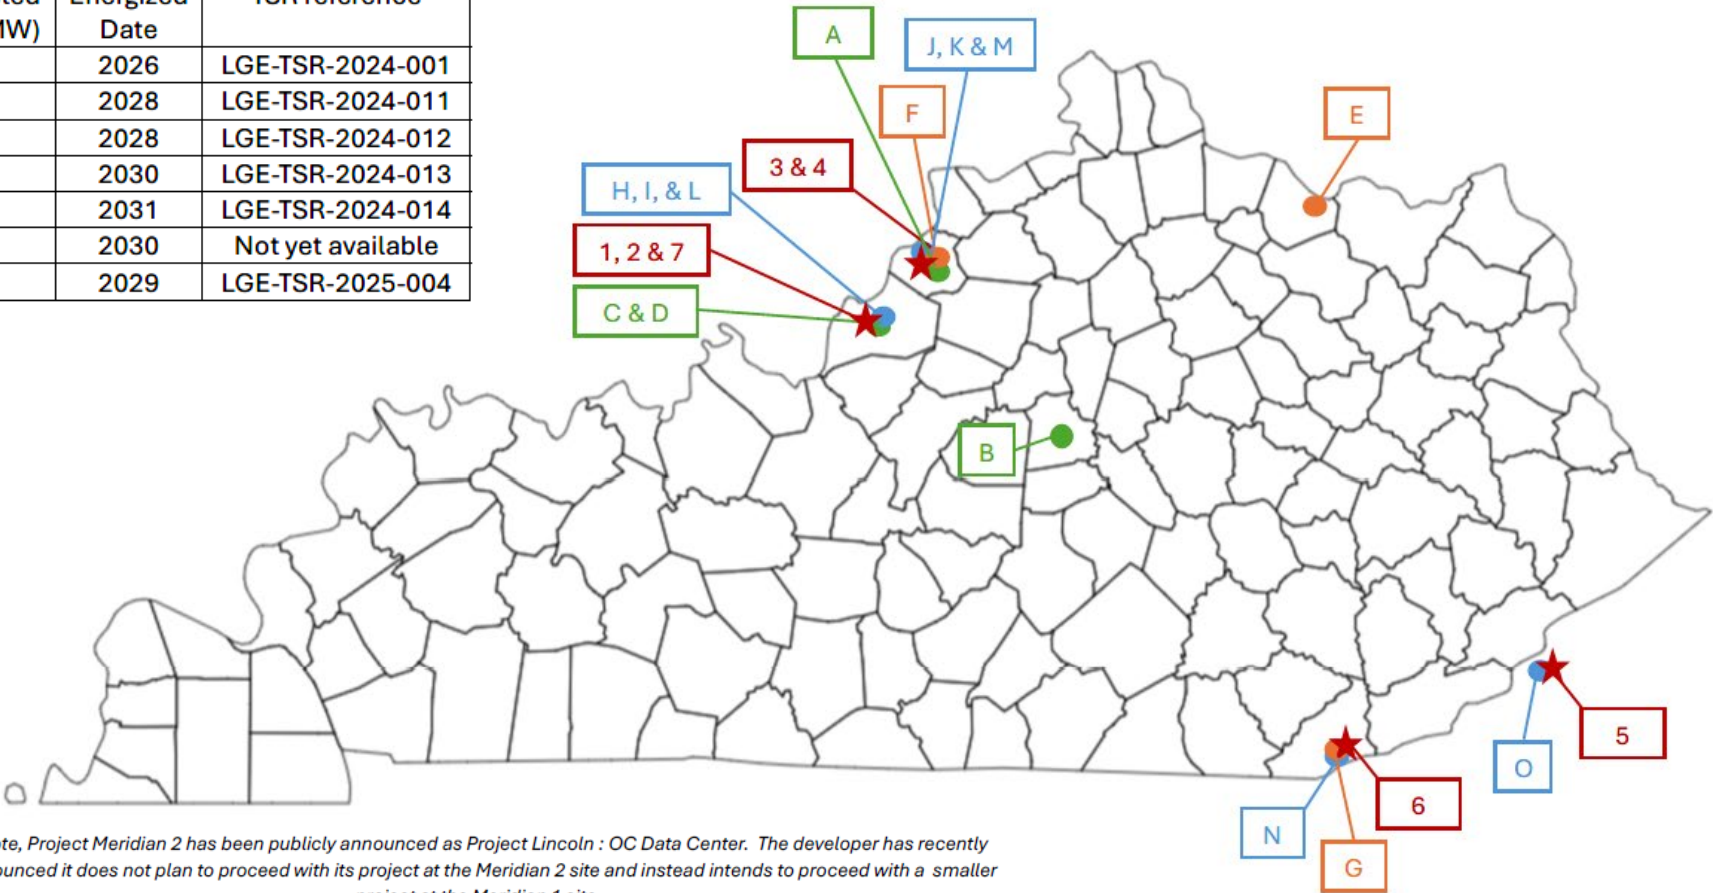 Energized
Date
2026 LGE-TSR-2024-001
2028 LGE-TSR-2024-011
2028 LGE-TSR-2024-012
2030 LGE-TSR-2024-013
2031 LGE-TSR-2024-014
2030 Not yet available
2029 LGE-TSR-2025-004
A
J, K & M
F
E
3 & 4
H, I, & L
1, 2 & 7
C & D
B
5
O
6
N
G
Project Meridian 2 has been publicly announced as Project Lincoln : OC Data Center. The developer has recently
it does not plan to proceed with its project at the Meridian 2 site and instead intends to proceed with a smaller